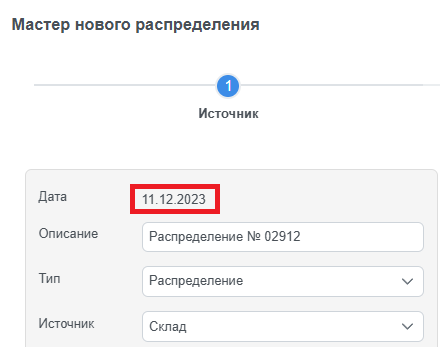 Мастер нового распределения
1
Источник
Дата 11.12.2023
Описание Распределение № 02912
Тип Распределение
Источник Склад